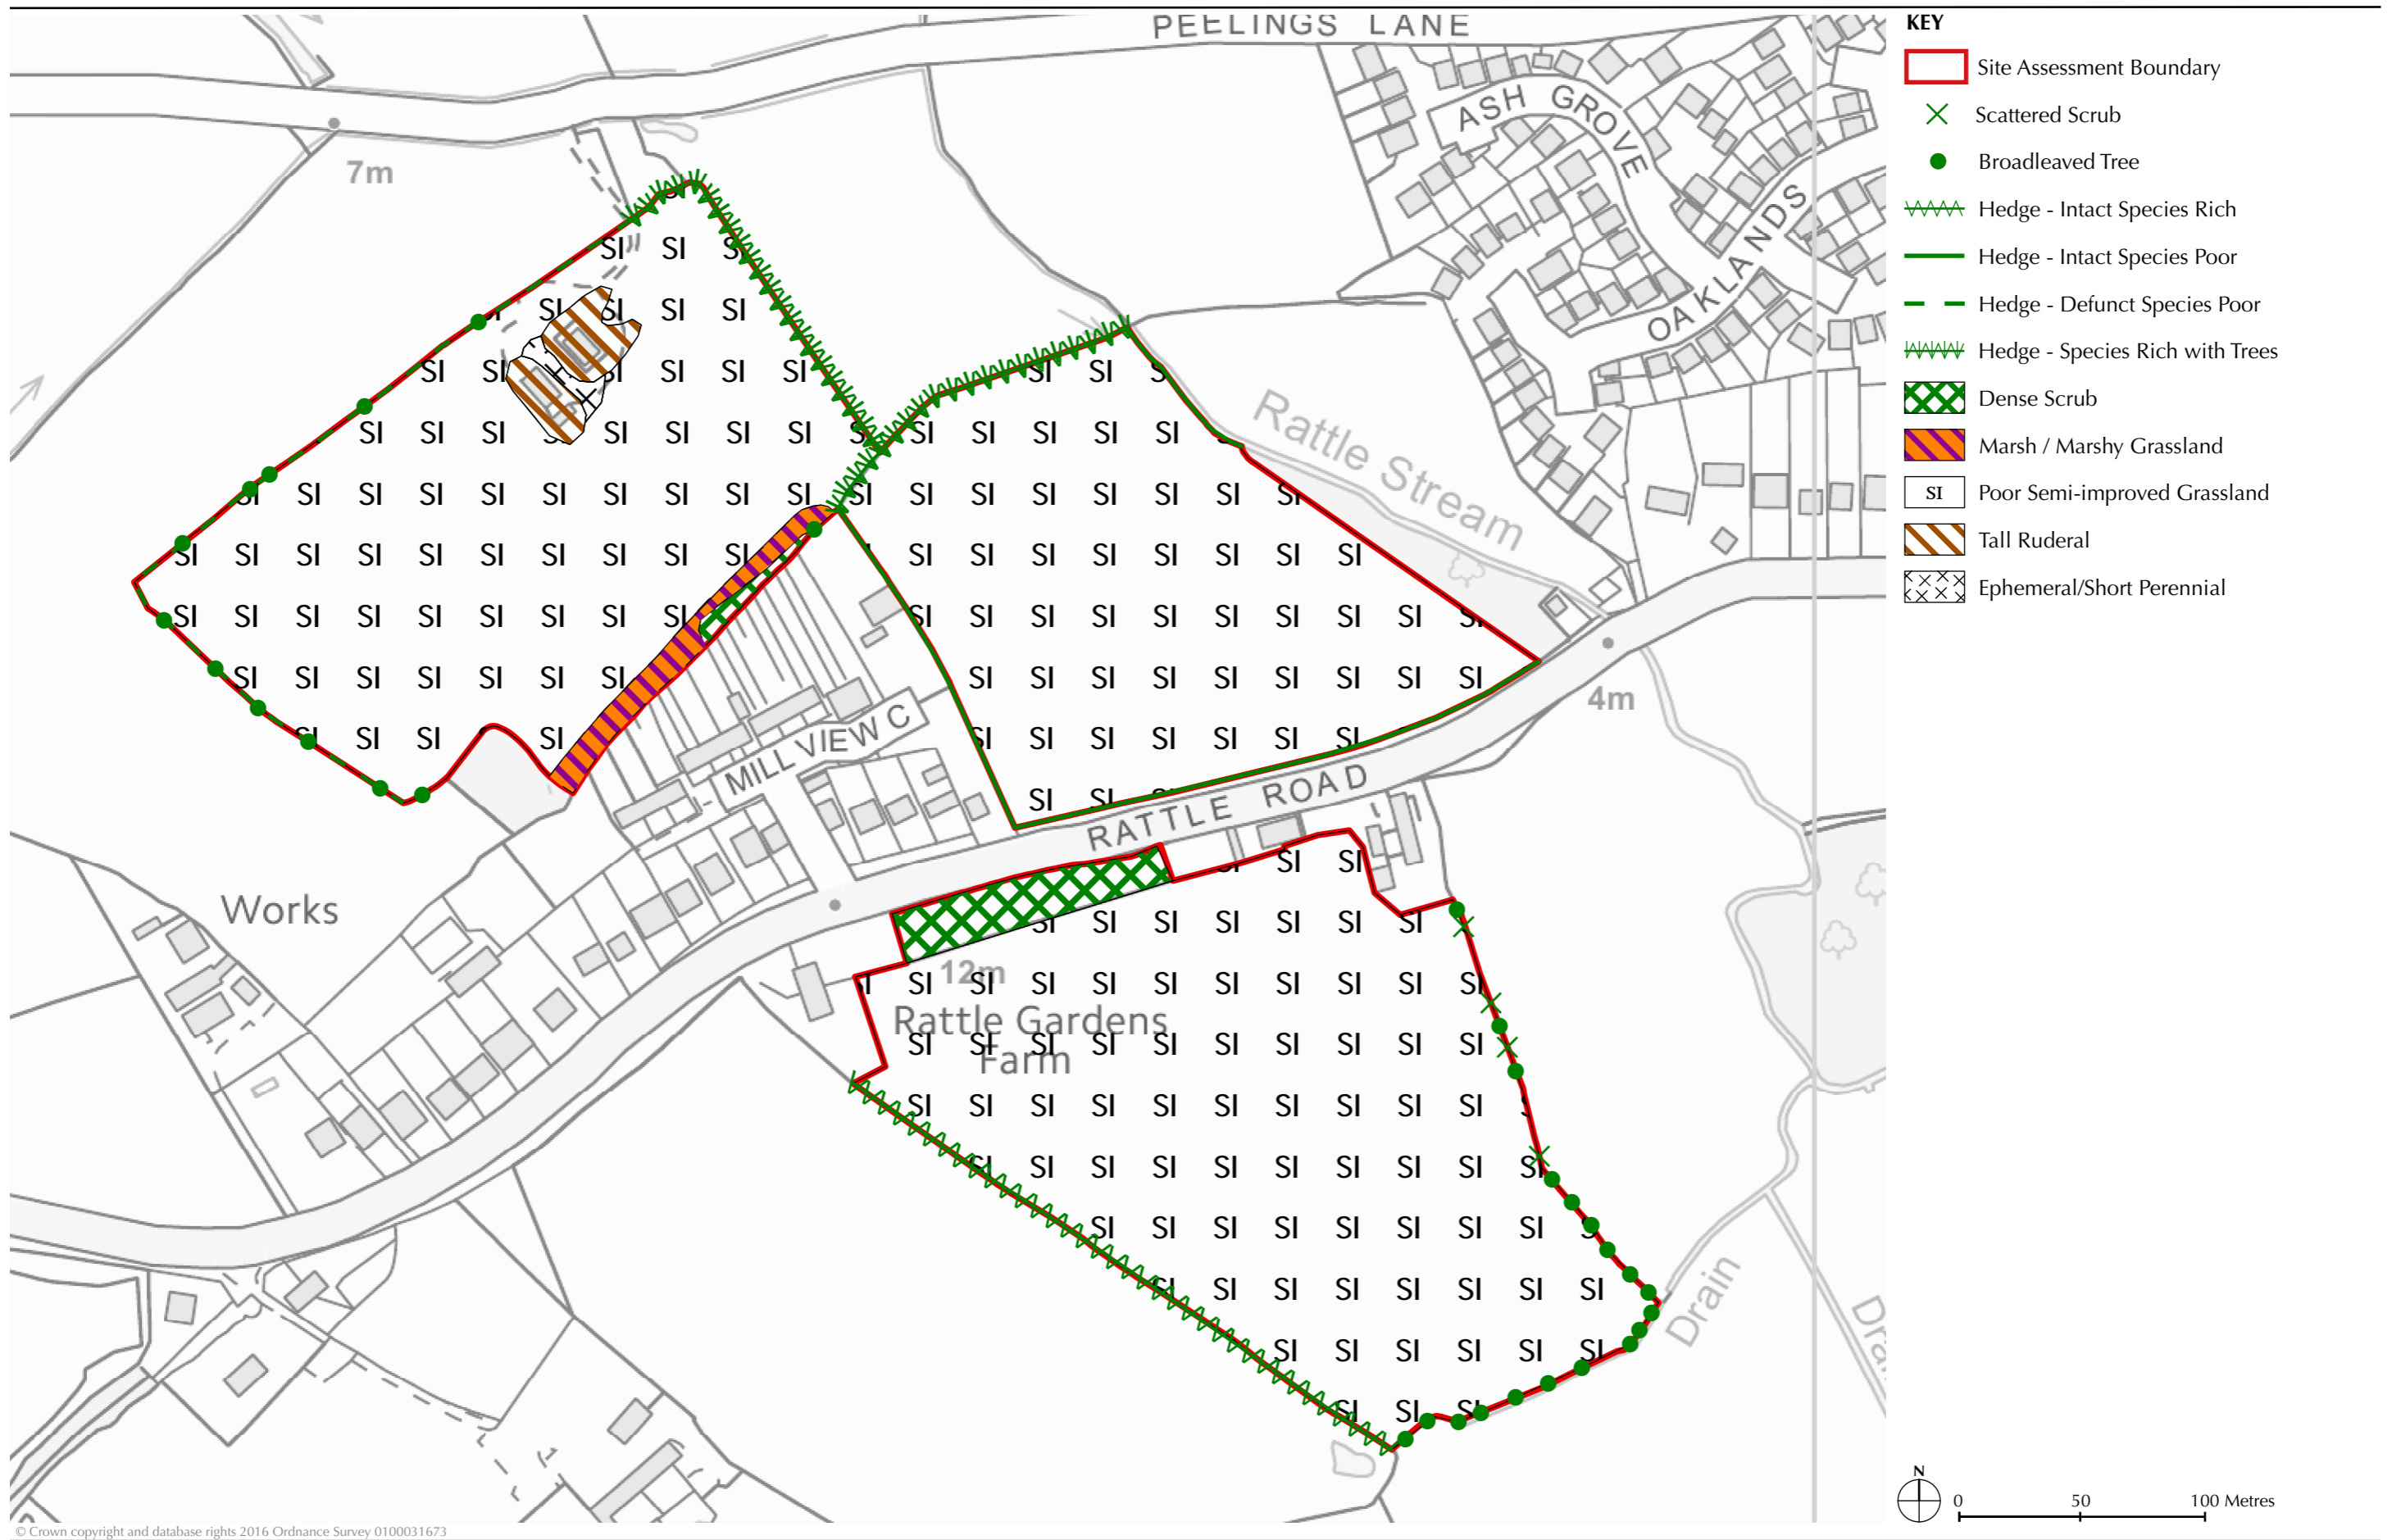 PEELINGS LANE
ASH GROVE
7m
OAKLANDS
Rattle Stream
4m
MILL VIEW C
RATTLE ROAD
Works
12m
Rattle Gardens
Farm
Drain
SI
KEY
Site Assessment Boundary
Scattered Scrub
Broadleaved Tree
Hedge - Intact Species Rich
Hedge - Intact Species Poor
Hedge - Defunct Species Poor
Hedge - Species Rich with Trees
Dense Scrub
Marsh / Marshy Grassland
SI Poor Semi-improved Grassland
Tall Ruderal
Ephemeral/Short Perennial
N
0 50 100 Metres
© Crown copyright and database rights 2016 Ordnance Survey 0100031673